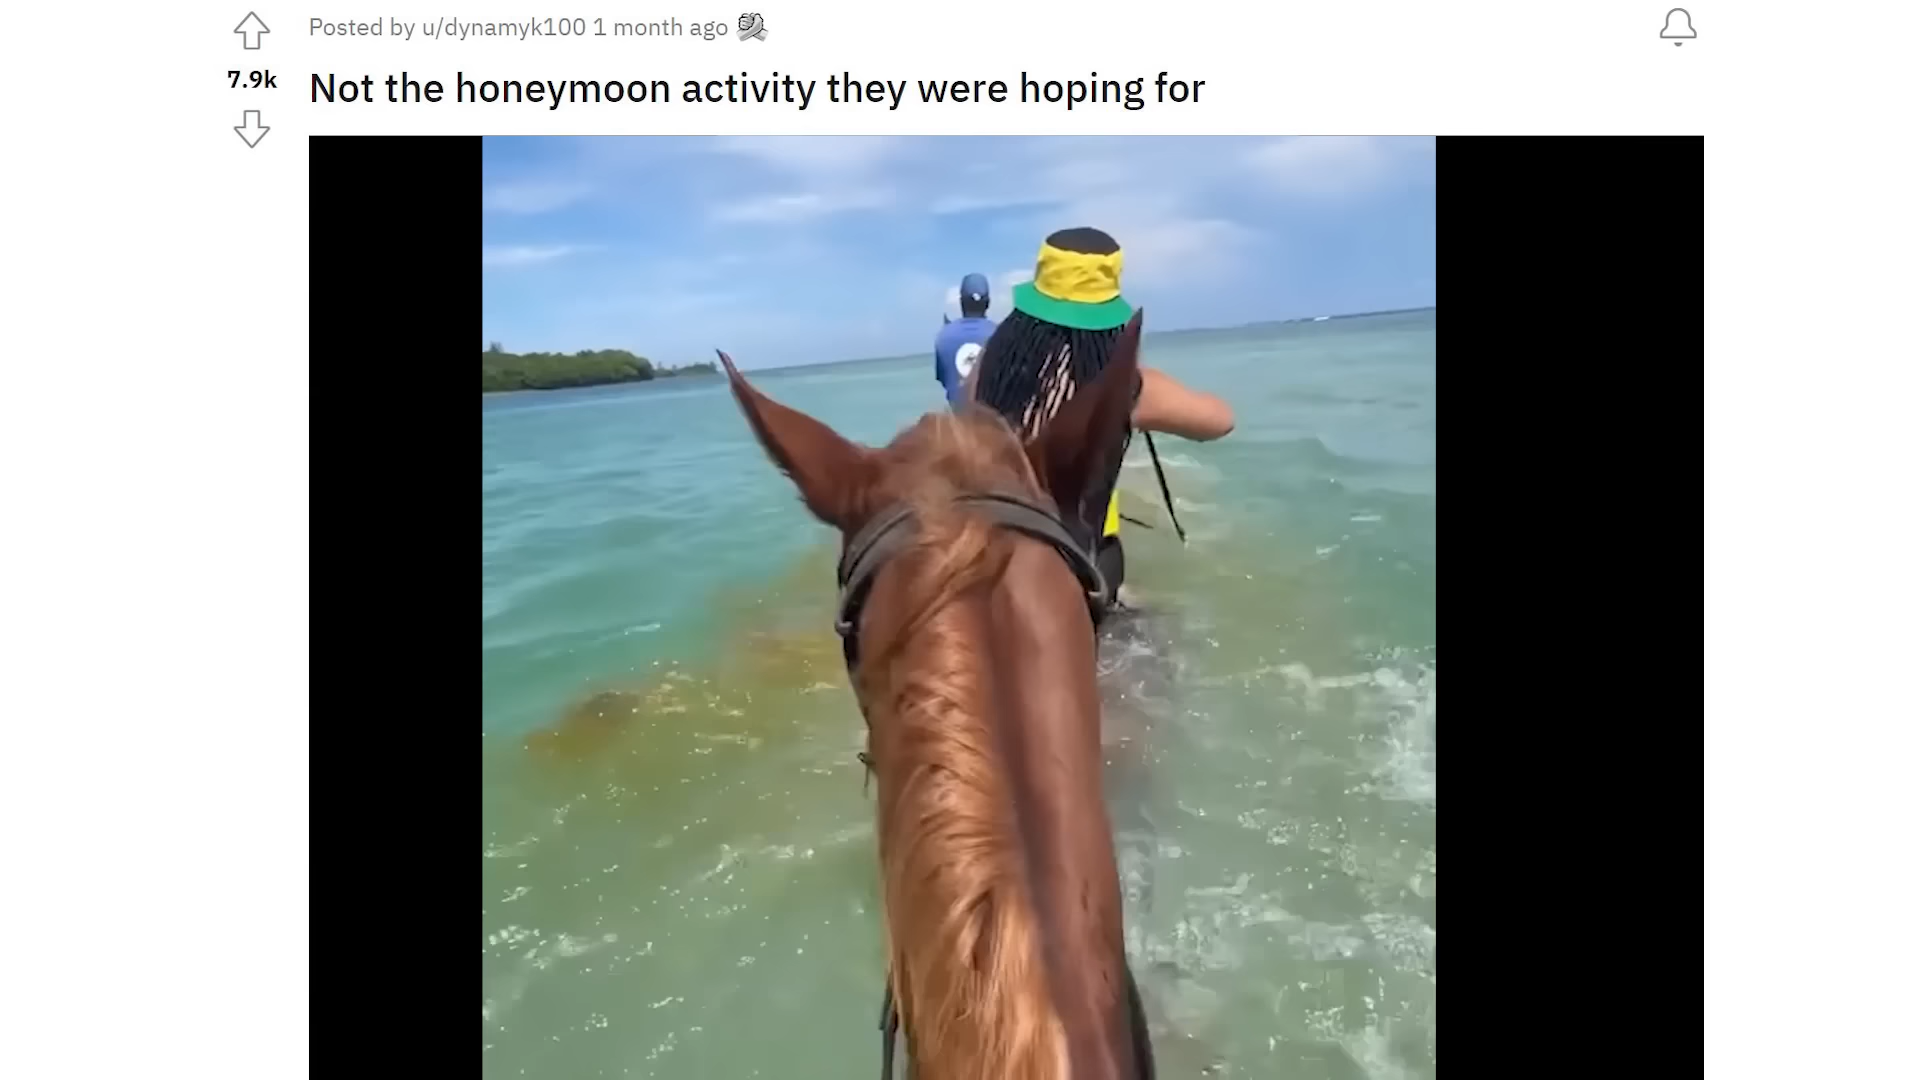 Posted by u/dynamyk100 1 month ago
7.9k
Not the honeymoon activity they were hoping for